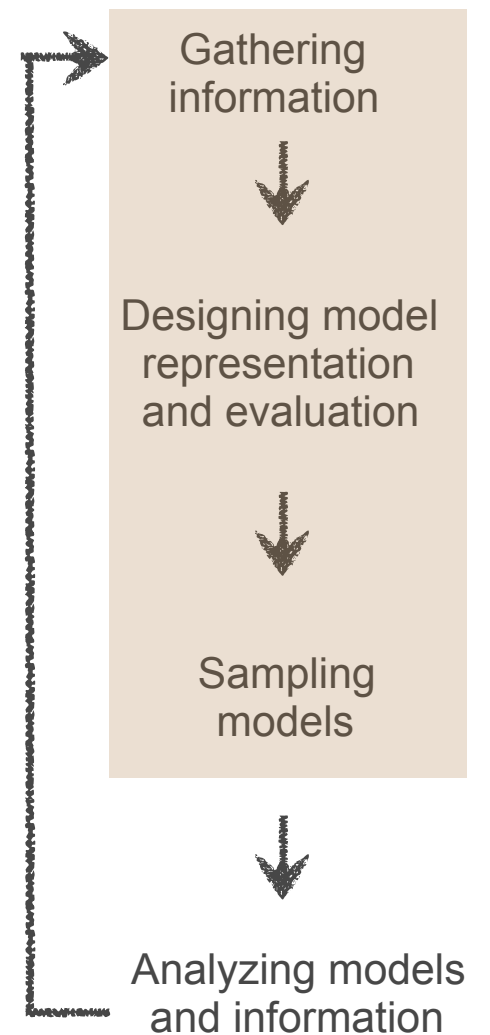 Gathering
information
Designing model
representation
and evaluation
Sampling
models
Analyzing models
and information